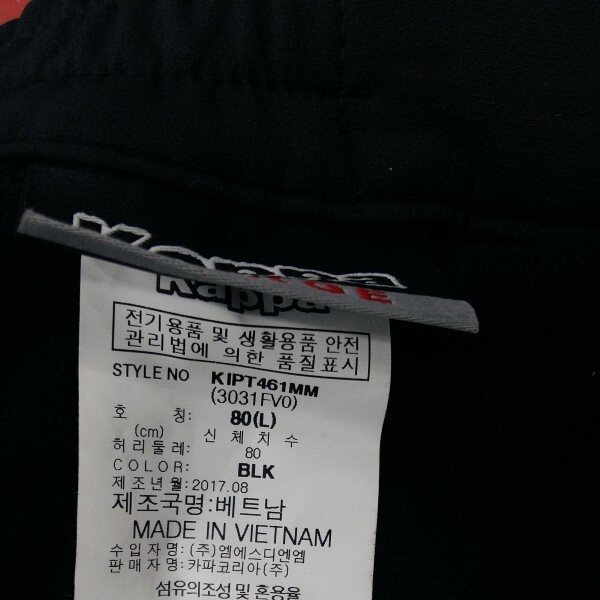 Kappa
Kappa
전기용품 및 생활용품 안전
관리법에 의한 품질표시
STYLE NO KIPT461MM
(3031FV0)
호 칭: 80(L)
(cm) 신 체 치 수
허리둘레: 80
COLOR: BLK
제조년월:2017.08
제조국명:베트남
MADE IN VIETNAM
수 입 자 명: (주)엠에스디엔엠
판 매 자 명: 카파코리아(주)
섬유의조성 및 혼용율